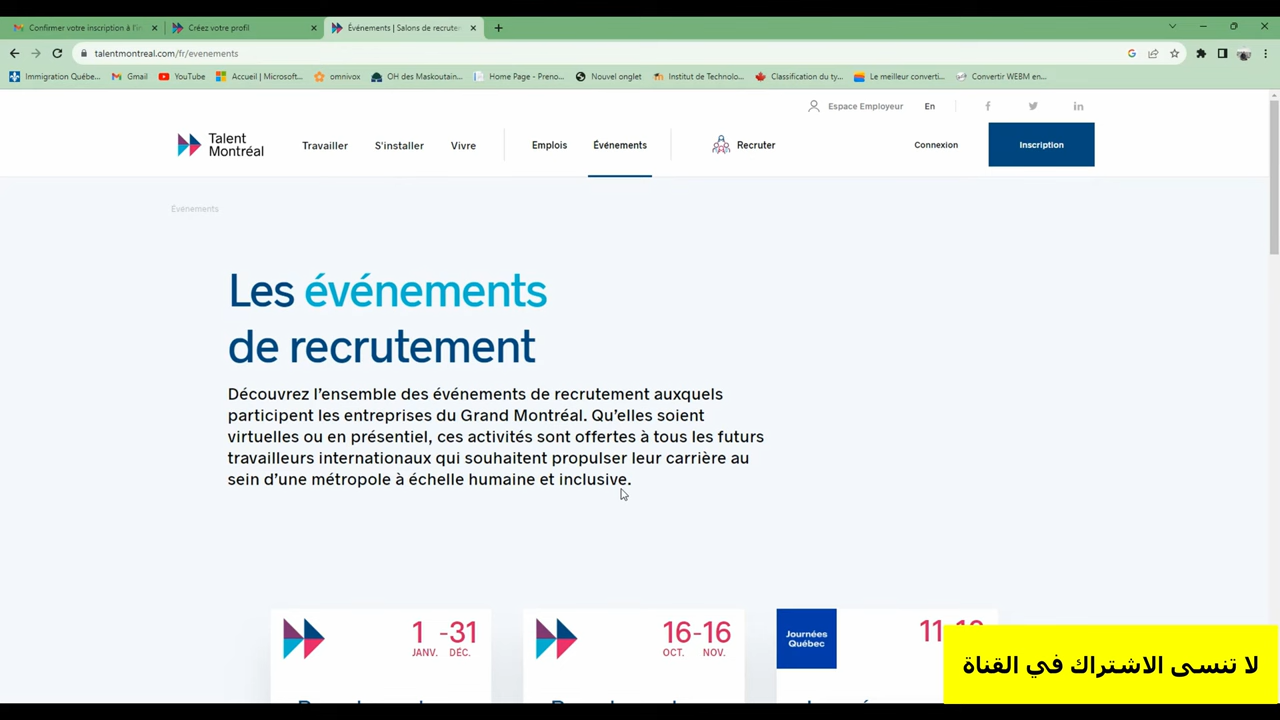 Confirmer votre inscription à l'i
Créez votre profil
Événements | Salons de recrute
talentmontreal.com/fr/evenements
Immigration Québe...
Gmail
YouTube
Accueil | Microsoft...
omnivox
OH des Maskoutain...
Home Page - Preno...
Nouvel onglet
Institut de Technolo...
Classification du ty...
Le meilleur converti...
Convertir WEBM en...
Espace Employeur
En
Talent
Montréal
Travailler
S'installer
Vivre
Emplois
Événements
Recruter
Connexion
Inscription
Événements
Les événements
de recrutement
Découvrez l'ensemble des événements de recrutement auxquels
participent les entreprises du Grand Montréal. Qu'elles soient
virtuelles ou en présentiel, ces activités sont offertes à tous les futurs
travailleurs internationaux qui souhaitent propulser leur carrière au
sein d'une métropole à échelle humaine et inclusive.
1 -31
JANV. DÉC.
16-16
OCT. NOV.
Journées
Québec
لا تنسى الاشتراك في القناة